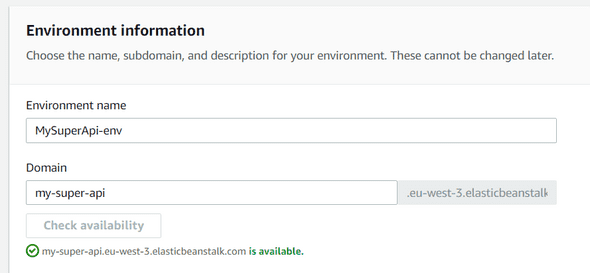 Environment information
Choose the name, subdomain, and description for your environment. These cannot be changed later.
Environment name
MySuperApi-env
Domain
my-super-api .eu-west-3.elasticbeanstalk
Check availability
my-super-api.eu-west-3.elasticbeanstalk.com is available.